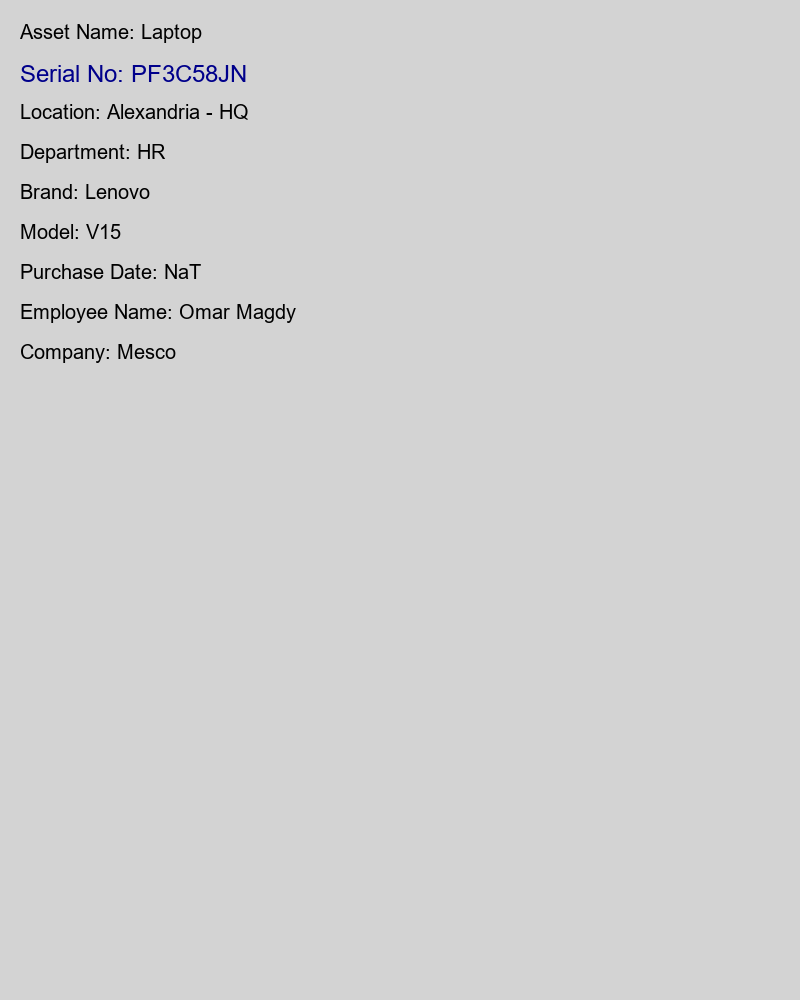 Asset Name: Laptop
Serial No: PF3C58JN
Location: Alexandria - HQ
Department: HR
Brand: Lenovo
Model: V15
Purchase Date: NaT
Employee Name: Omar Magdy
Company: Mesco